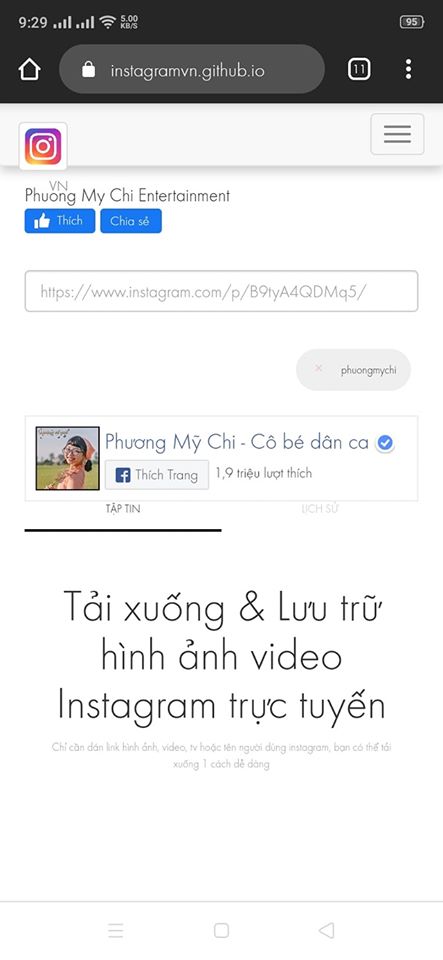 9:29 5.00 KB/S 95
instagramvn.github.io 11
VN
Phuong My Chi Entertainment
Thích Chia sẻ
https://www.instagram.com/p/B9tyA4QDMq5/
× phuongmychi
Phương Mỹ Chi - Cô bé dân ca
Thích Trang 1,9 triệu lượt thích
TẬP TIN LỊCH SỬ
Tải xuống & Lưu trữ
hình ảnh video
Instagram trực tuyến
Chỉ cần dán link hình ảnh, video, tv hoặc tên người dùng instagram, bạn có thể tải
xuống 1 cách dễ dàng